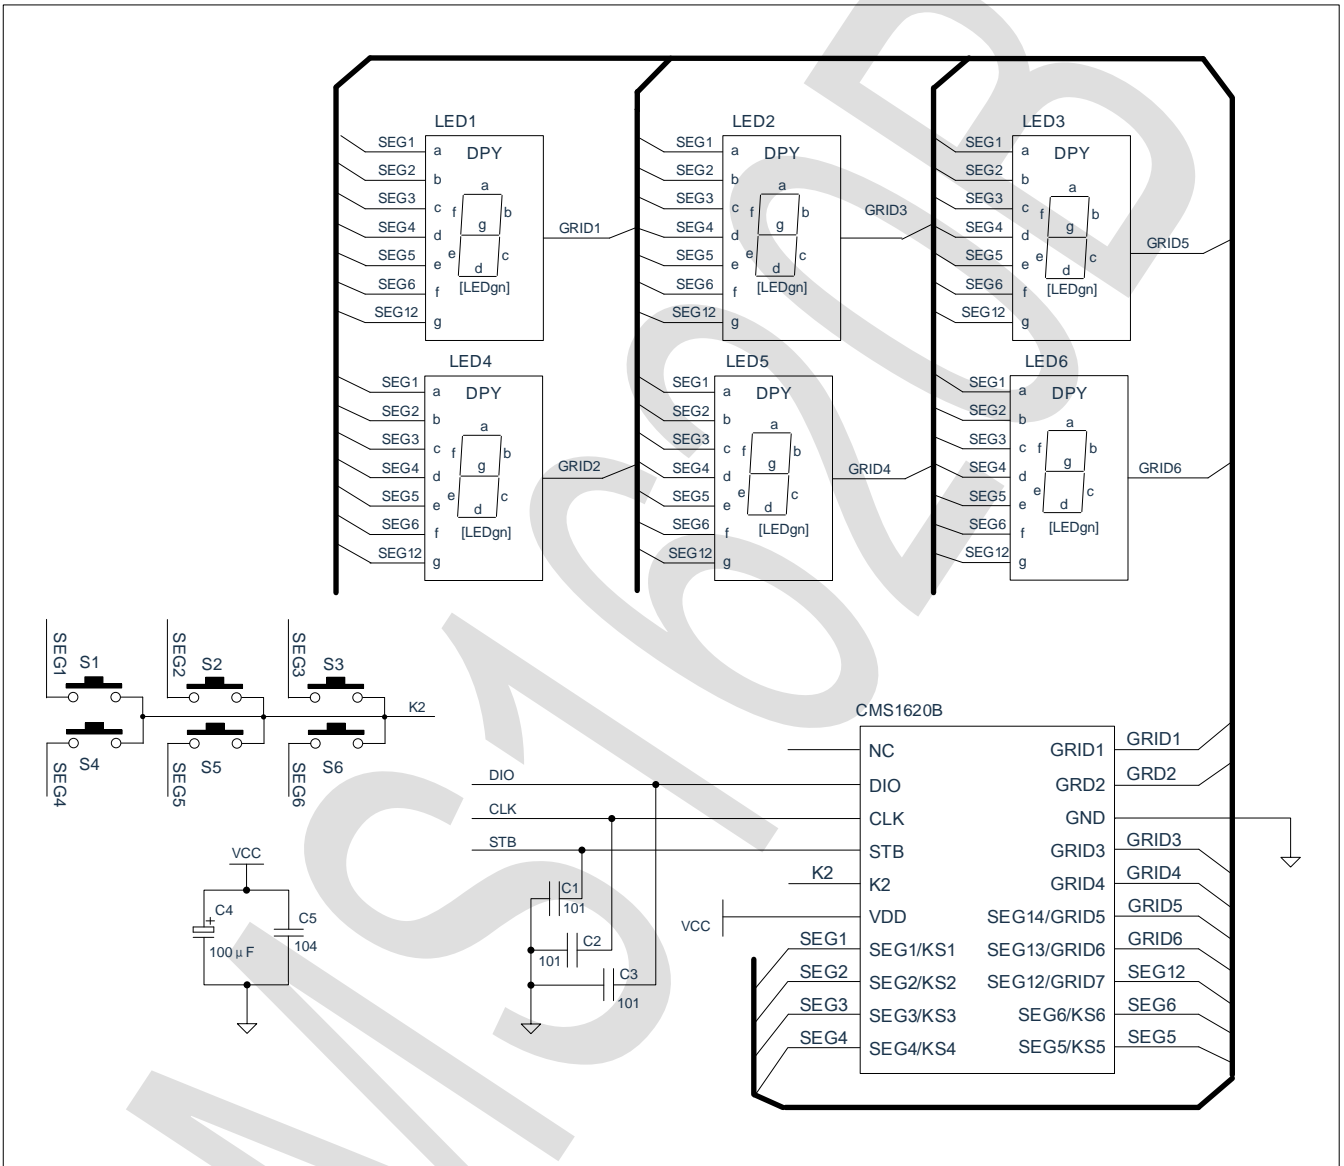 LED1
SEG1 a DPY
SEG2 b
a
SEG3 c f b
g
SEG4 d
SEG5 e e c
d
SEG6 f [LEDgn]
SEG12 g
GRID1
LED2
SEG1 a DPY
SEG2 b
a
SEG3 c f b
g
SEG4 d
SEG5 e e c
d
SEG6 f [LEDgn]
SEG12 g
GRID3
LED3
SEG1 a DPY
SEG2 b
a
SEG3 c f b
g
SEG4 d
SEG5 e e c
d
SEG6 f [LEDgn]
SEG12 g
GRID5
LED4
SEG1 a DPY
SEG2 b
a
SEG3 c f b
g
SEG4 d
SEG5 e e c
d
SEG6 f [LEDgn]
SEG12 g
GRID2
LED5
SEG1 a DPY
SEG2 b
a
SEG3 c f b
g
SEG4 d
SEG5 e e c
d
SEG6 f [LEDgn]
SEG12 g
GRID4
LED6
SEG1 a DPY
SEG2 b
a
SEG3 c f b
g
SEG4 d
SEG5 e e c
d
SEG6 f [LEDgn]
SEG12 g
GRID6
SEG1 S1
SEG2 S2
SEG3 S3
K2
SEG4 S4
SEG5 S5
SEG6 S6
VCC
C4 +
100μF
C5
104
DIO
CLK
STB
C1
101
C2
101
C3
101
K2
VCC
SEG1
SEG2
SEG3
SEG4
CMS1620B
NC
DIO
CLK
STB
K2
VDD
SEG1/KS1
SEG2/KS2
SEG3/KS3
SEG4/KS4
GRID1 GRID1
GRD2 GRD2
GND
GRID3 GRID3
GRID4 GRID4
SEG14/GRID5 GRID5
SEG13/GRID6 GRID6
SEG12/GRID7 SEG12
SEG6/KS6 SEG6
SEG5/KS5 SEG5
MS1620B